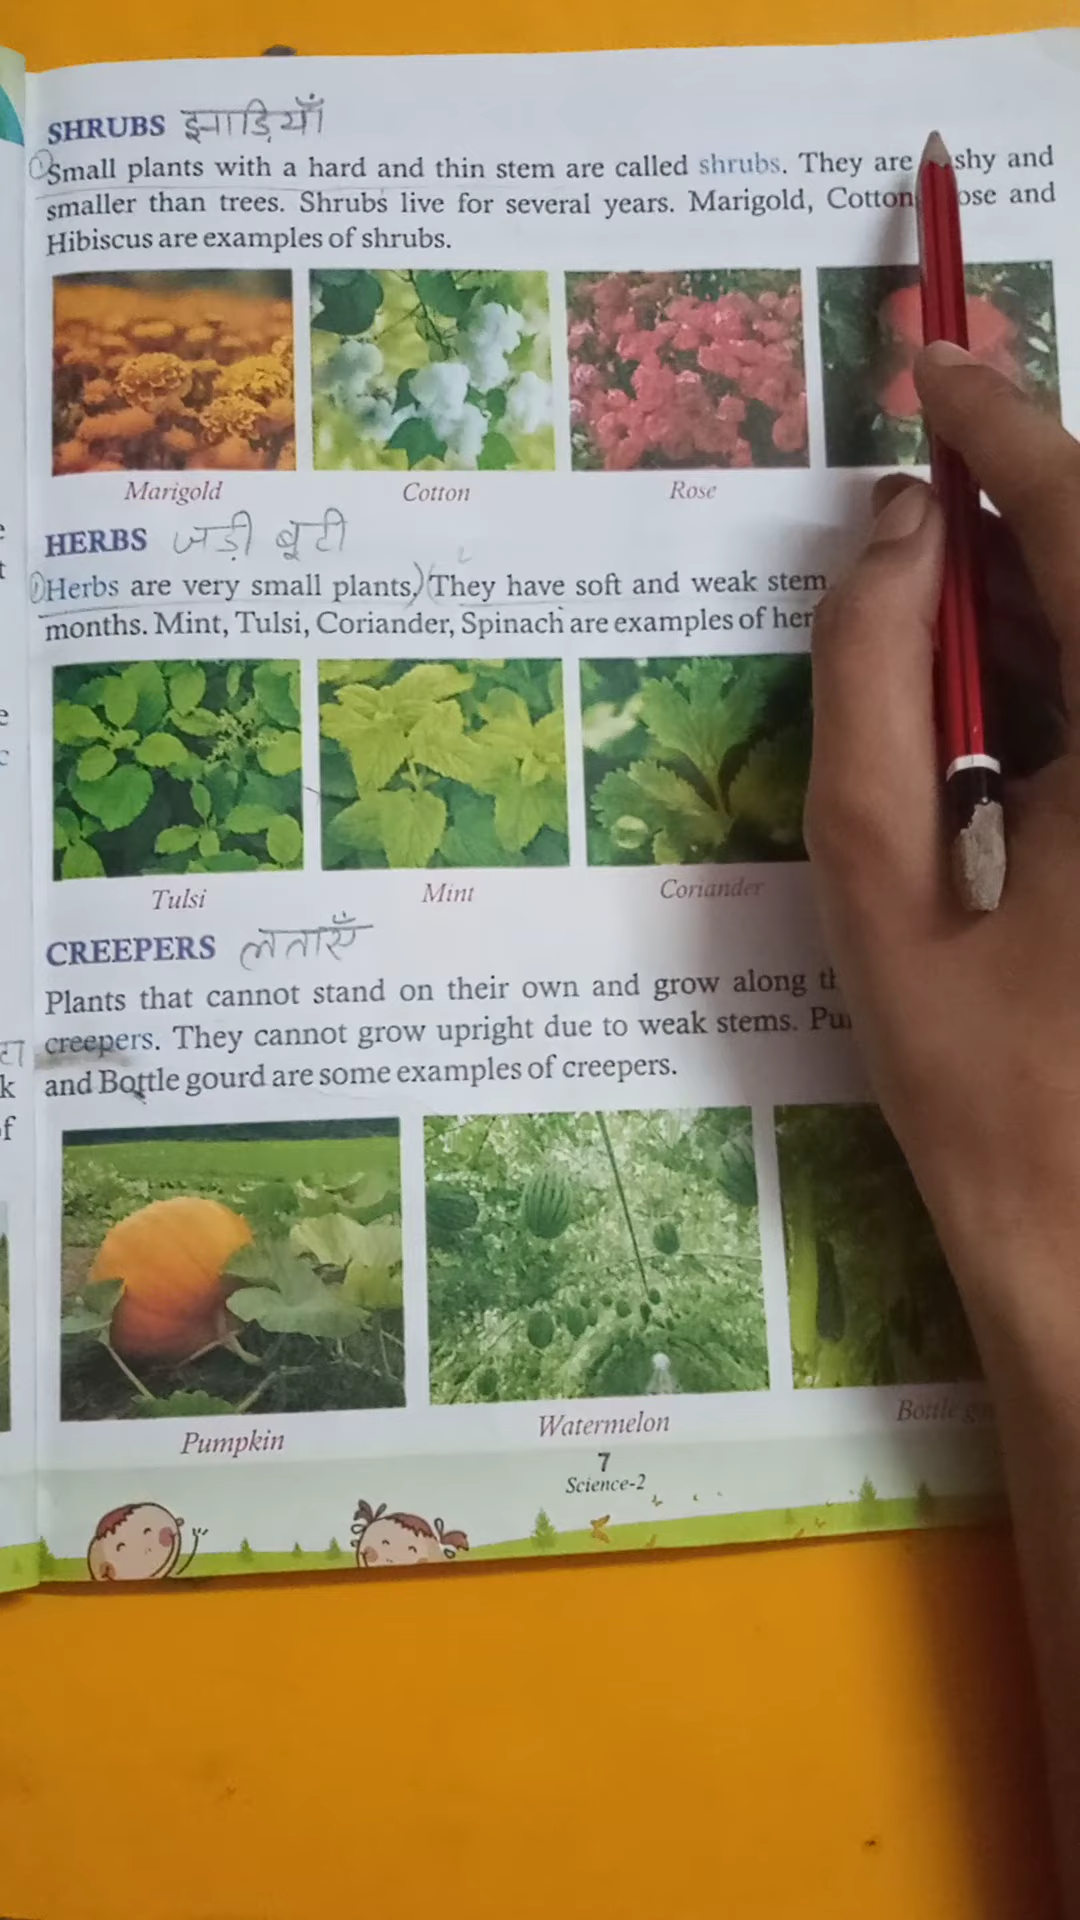 SHRUBS झाड़ियाँ
Small plants with a hard and thin stem are called shrubs. They are shy and
smaller than trees. Shrubs live for several years. Marigold, Cotton ose and
Hibiscus are examples of shrubs.
Marigold Cotton Rose
HERBS जड़ी बूटी
Herbs are very small plants. They have soft and weak stem
months. Mint, Tulsi, Coriander, Spinach are examples of her
Tulsi Mint Coriander
CREEPERS लताएँ
Plants that cannot stand on their own and grow along th
creepers. They cannot grow upright due to weak stems. Pu
and Bottle gourd are some examples of creepers.
Pumpkin Watermelon Bottle
7
Science-2